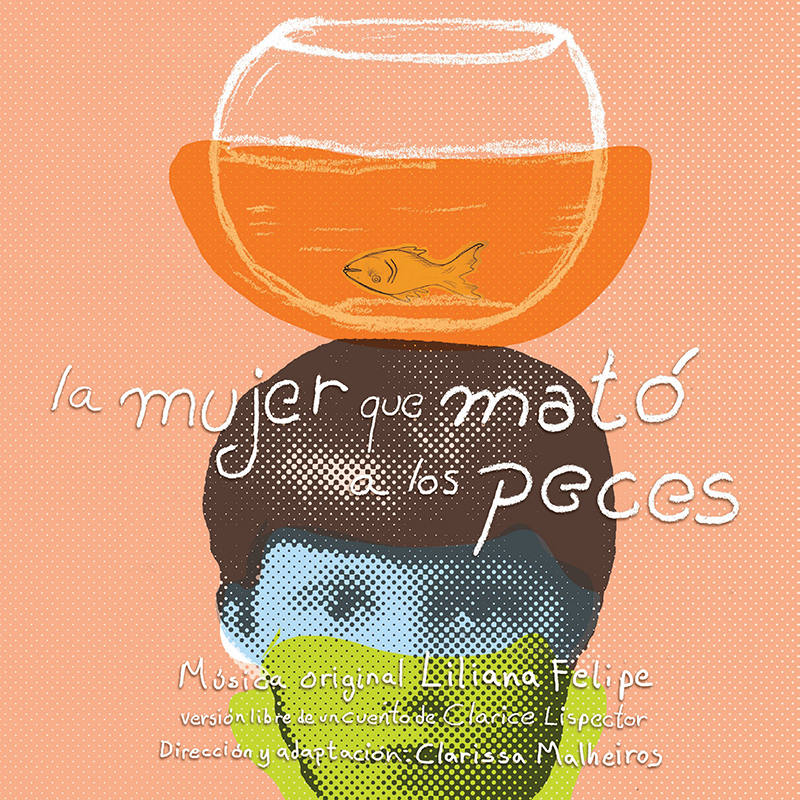 la mujer que mató
a los peces
Música original Liliana Felipe
versión libre de un cuento de Clarice Lispector
Dirección y adaptación: Clarissa Malheiros